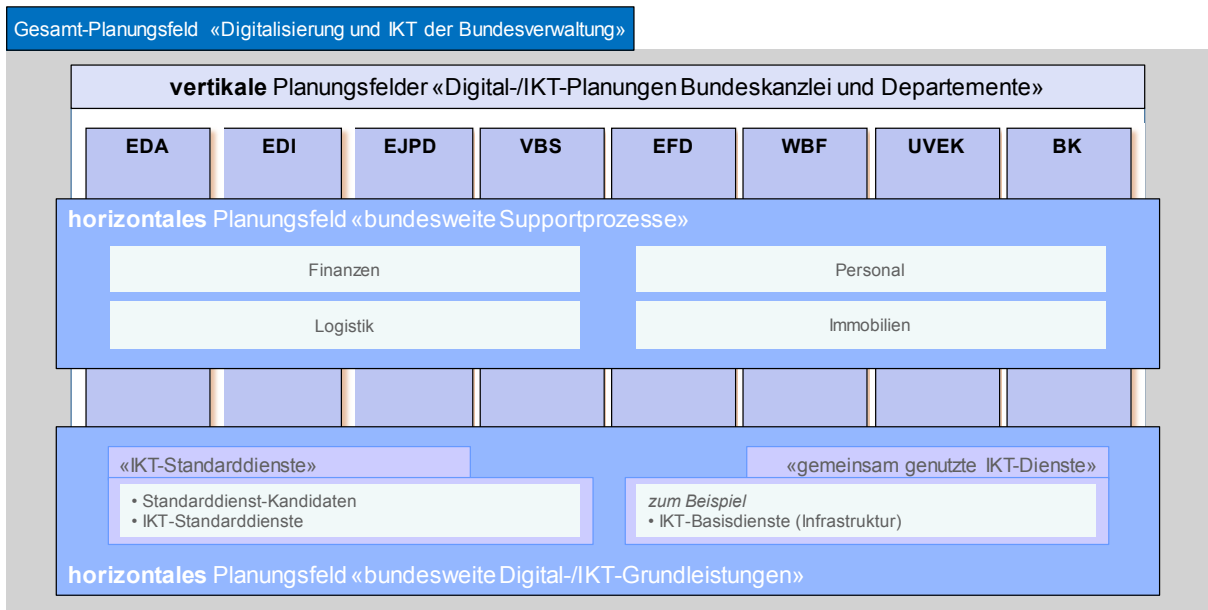 Gesamt-Planungsfeld «Digitalisierung und IKT der Bundesverwaltung»
vertikale Planungsfelder «Digital-/IKT-Planungen Bundeskanzlei und Departemente»
EDA EDI EJPD VBS EFD WBF UVEK BK
horizontales Planungsfeld «bundesweite Supportprozesse»
Finanzen Personal
Logistik Immobilien
«IKT-Standarddienste» «gemeinsam genutzte IKT-Dienste»
• Standarddienst-Kandidaten
• IKT-Standarddienste
zum Beispiel
• IKT-Basisdienste (Infrastruktur)
horizontales Planungsfeld «bundesweite Digital-/IKT-Grundleistungen»